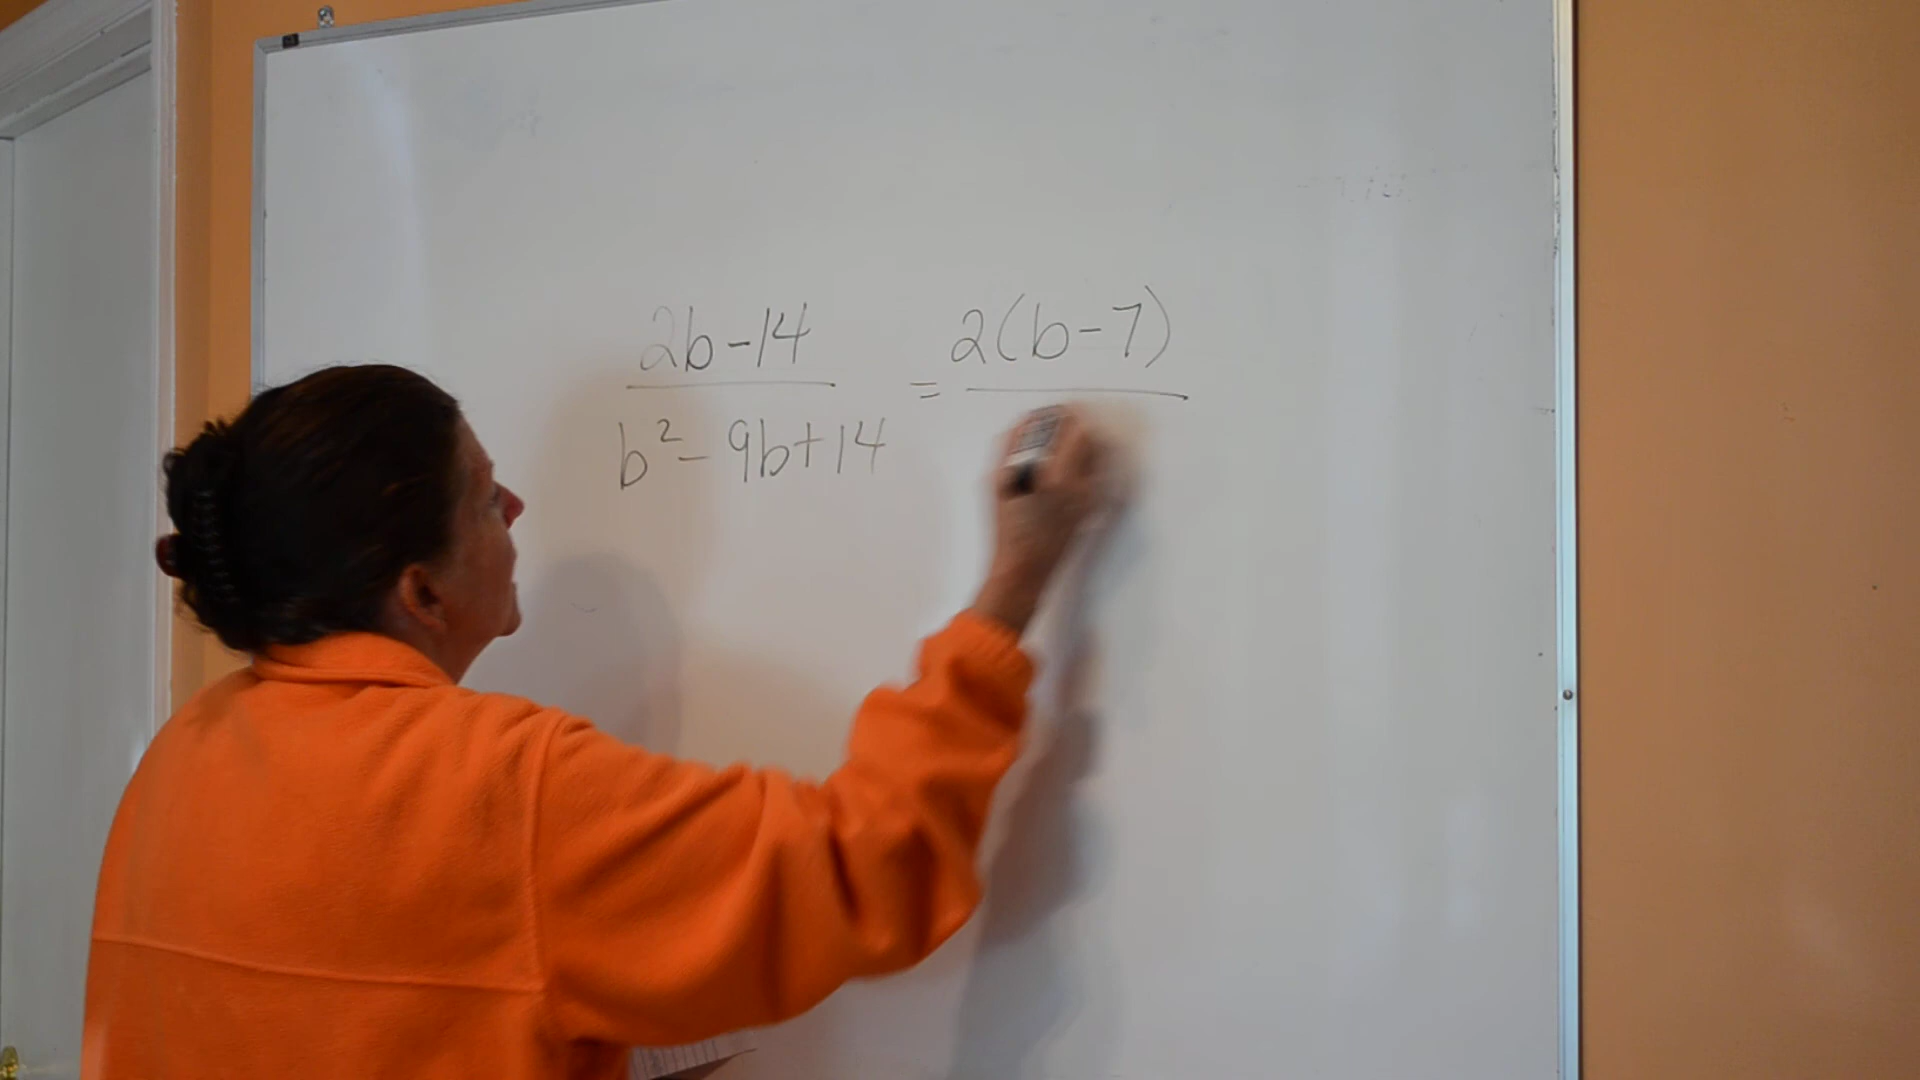 2b-14 = 2(b-7)
b²- 9b+14